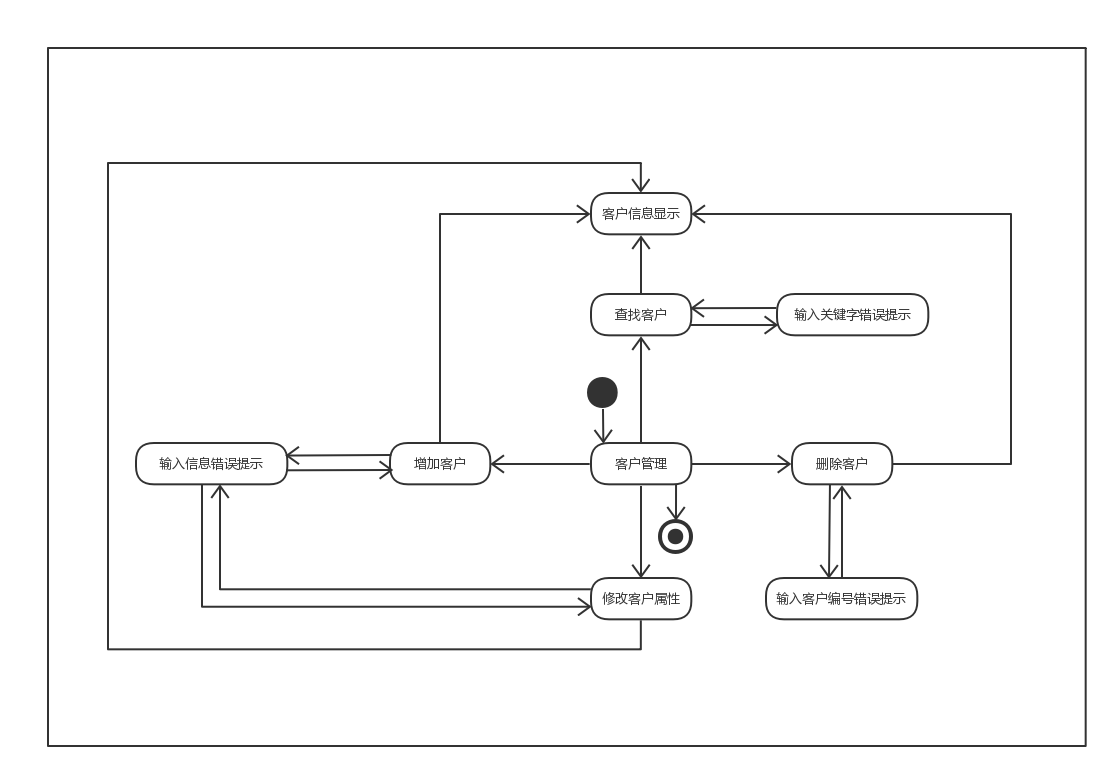 客户信息显示
查找客户
输入关键字错误提示
输入信息错误提示
增加客户
客户管理
删除客户
修改客户属性
输入客户编号错误提示